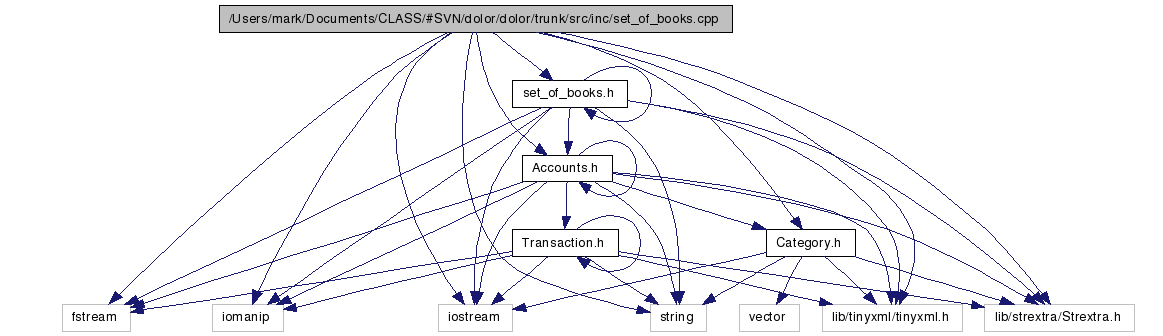 /Users/mark/Documents/CLASS/#SVN/dolor/dolor/trunk/src/inc/set_of_books.cpp
set_of_books.h
Accounts.h
Transaction.h
Category.h
fstream
iomanip
iostream
string
vector
lib/tinyxml/tinyxml.h
lib/strextra/Strextra.h